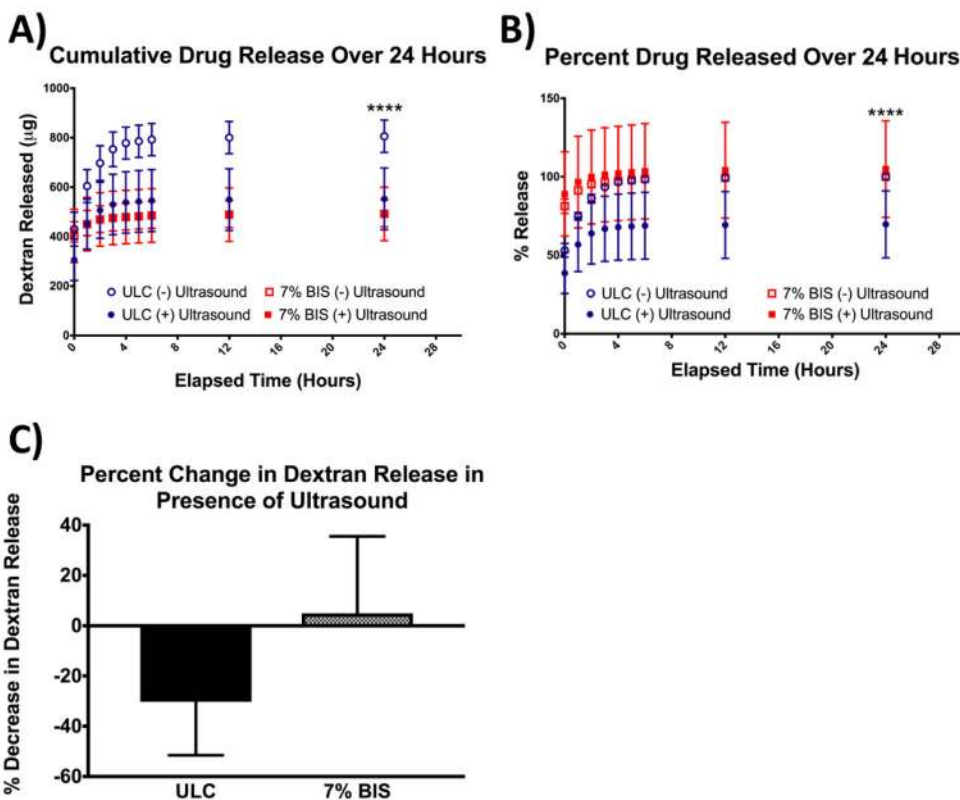 A)
Cumulative Drug Release Over 24 Hours
1000
800
600
400
200
0
Dextran Released (μg)
****
ULC (-) Ultrasound
7% BIS (-) Ultrasound
ULC (+) Ultrasound
7% BIS (+) Ultrasound
0 4 8 12 16 20 24 28
Elapsed Time (Hours)
B)
Percent Drug Released Over 24 Hours
150
100
50
0
% Release
****
ULC (-) Ultrasound
7% BIS (-) Ultrasound
ULC (+) Ultrasound
7% BIS (+) Ultrasound
0 4 8 12 16 20 24 28
Elapsed Time (Hours)
C)
Percent Change in Dextran Release in
Presence of Ultrasound
40
20
0
-20
-40
-60
% Decrease in Dextran Release
ULC 7% BIS